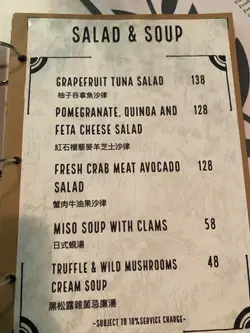 SALAD & SOUP
GRAPEFRUIT TUNA SALAD 138
柚子吞拿魚沙律
POMEGRANATE, QUINOA AND 128
FETA CHEESE SALAD
紅石榴藜麥羊芝士沙律
FRESH CRAB MEAT AVOCADO 128
SALAD
蟹肉牛油果沙律
MISO SOUP WITH CLAMS 58
日式蜆湯
TRUFFLE & WILD MUSHROOMS 48
CREAM SOUP
黑松露雜菌忌廉湯
-SUBJECT TO 10% SERVICE CHARGE-